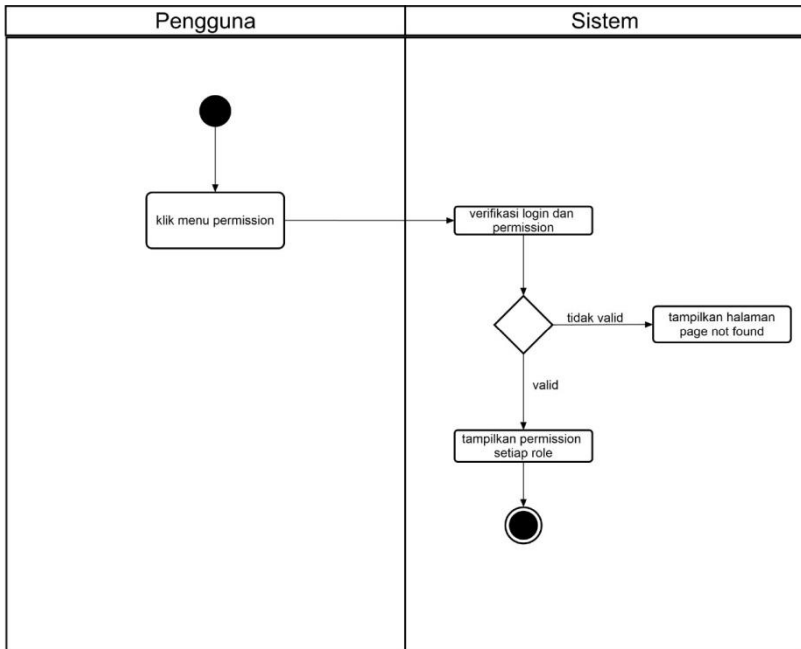 Pengguna
Sistem
klik menu permission
verifikasi login dan
permission
tidak valid
tampilkan halaman
page not found
valid
tampilkan permission
setiap role